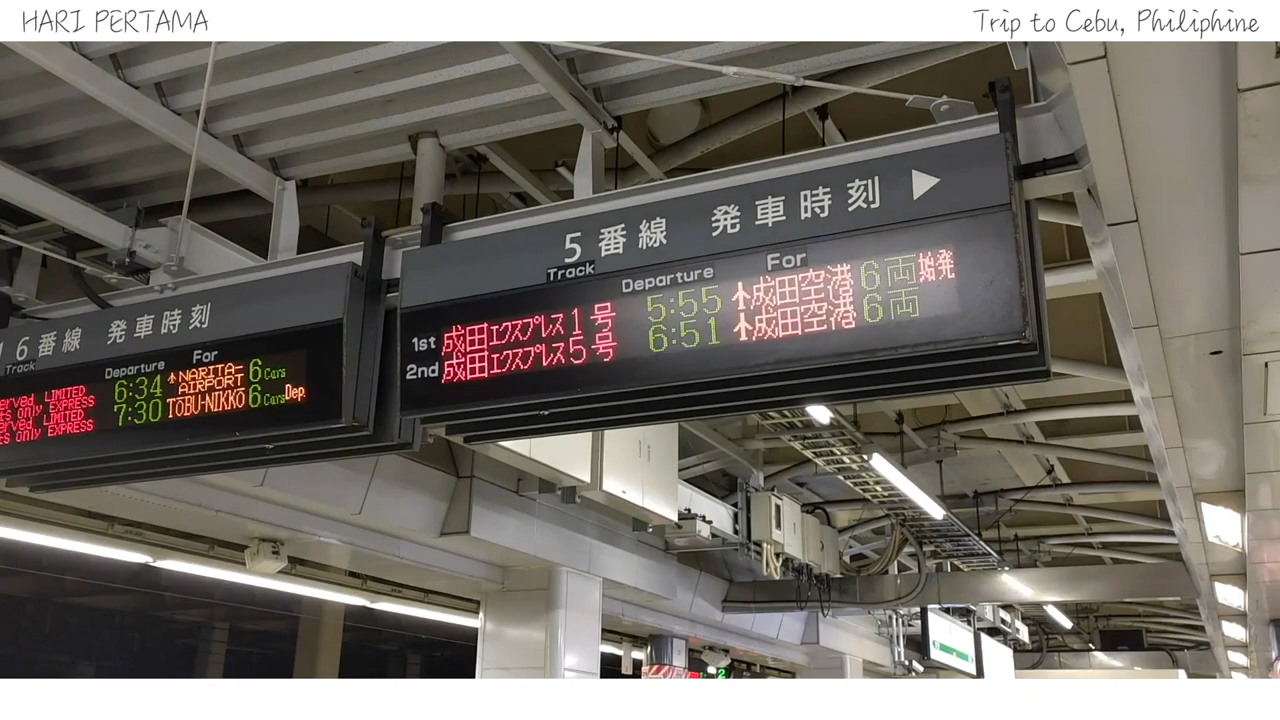 HARI PERTAMA
Trip to Cebu, Philiphine
5番線 発車時刻
Track
Departure
For
1st 成田エクスプレス1号 5:55 成田空港 6両 始発
2nd 成田エクスプレス5号 6:51 成田空港 6両
6番線 発車時刻
Track
Departure
For
LIMITED
only EXPRESS
6:34 NARITA-AIRPORT 6 Cars
LIMITED
only EXPRESS
7:30 TOBU-NIKKO 6 Cars Dep.